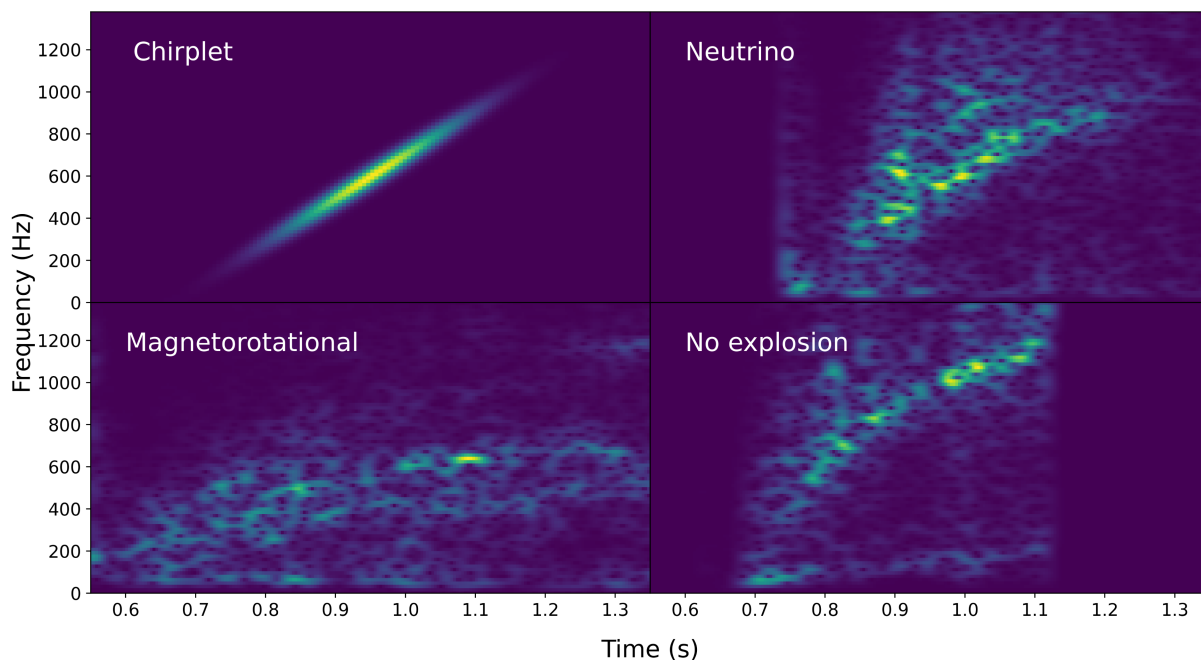 Chirplet
Neutrino
Magnetorotational
No explosion
Frequency (Hz)
1200
1000
800
600
400
200
0
1200
1000
800
600
400
200
0
0.6 0.7 0.8 0.9 1.0 1.1 1.2 1.3
0.6 0.7 0.8 0.9 1.0 1.1 1.2 1.3
Time (s)